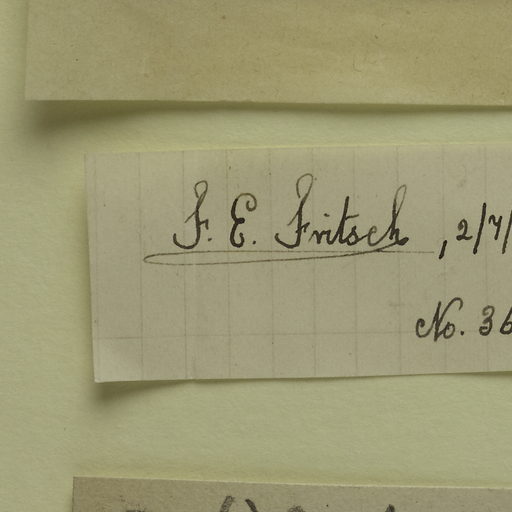 F. E. Fritsch, 2/7/
No. 36